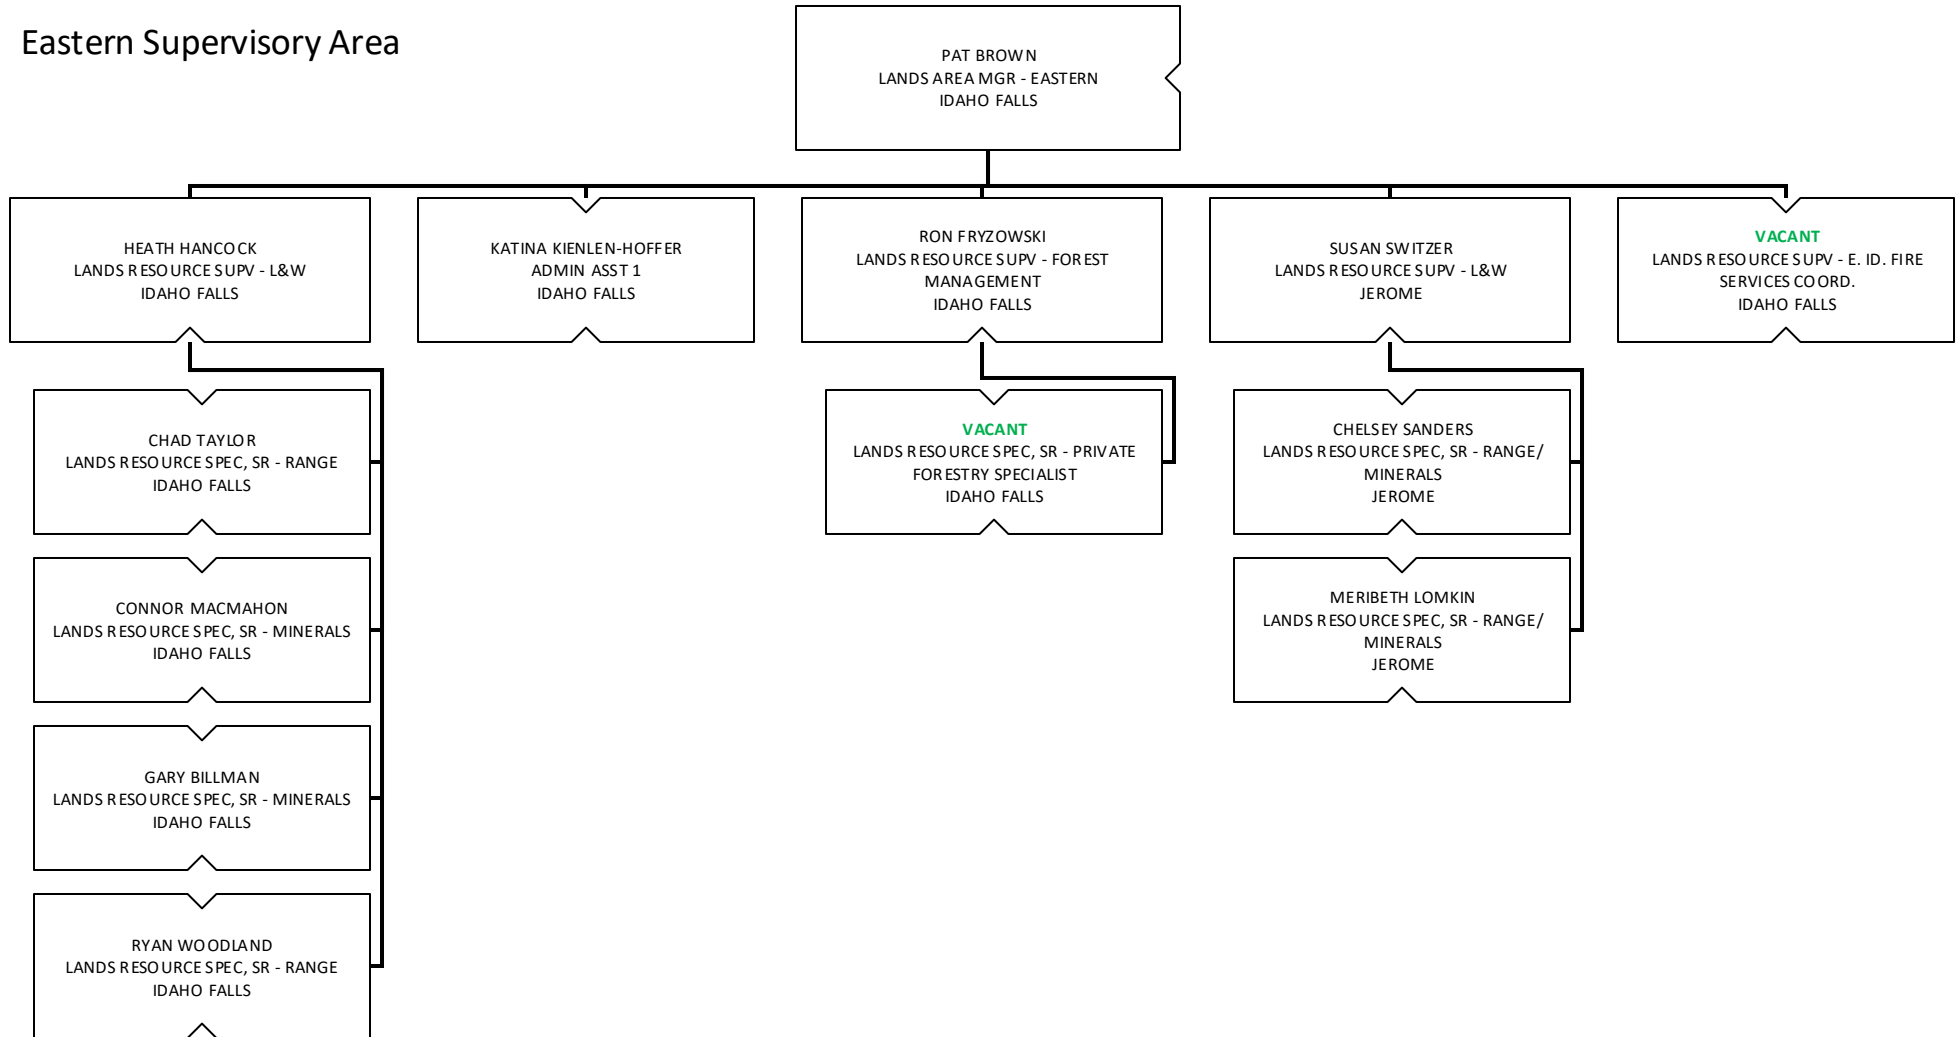 Eastern Supervisory Area
PAT BROWN
LANDS AREA MGR - EASTERN
IDAHO FALLS
HEATH HANCOCK
LANDS RESOURCE SUPV - L&W
IDAHO FALLS
KATINA KIENLEN-HOFFER
ADMIN ASST 1
IDAHO FALLS
RON FRYZOWSKI
LANDS RESOURCE SUPV - FOREST
MANAGEMENT
IDAHO FALLS
SUSAN SWITZER
LANDS RESOURCE SUPV - L&W
JEROME
VACANT
LANDS RESOURCE SUPV - E. ID. FIRE
SERVICES COORD.
IDAHO FALLS
CHAD TAYLOR
LANDS RESOURCE SPEC, SR - RANGE
IDAHO FALLS
VACANT
LANDS RESOURCE SPEC, SR - PRIVATE
FORESTRY SPECIALIST
IDAHO FALLS
CHELSEY SANDERS
LANDS RESOURCE SPEC, SR - RANGE/
MINERALS
JEROME
CONNOR MACMAHON
LANDS RESOURCE SPEC, SR - MINERALS
IDAHO FALLS
MERIBETH LOMKIN
LANDS RESOURCE SPEC, SR - RANGE/
MINERALS
JEROME
GARY BILLMAN
LANDS RESOURCE SPEC, SR - MINERALS
IDAHO FALLS
RYAN WOODLAND
LANDS RESOURCE SPEC, SR - RANGE
IDAHO FALLS